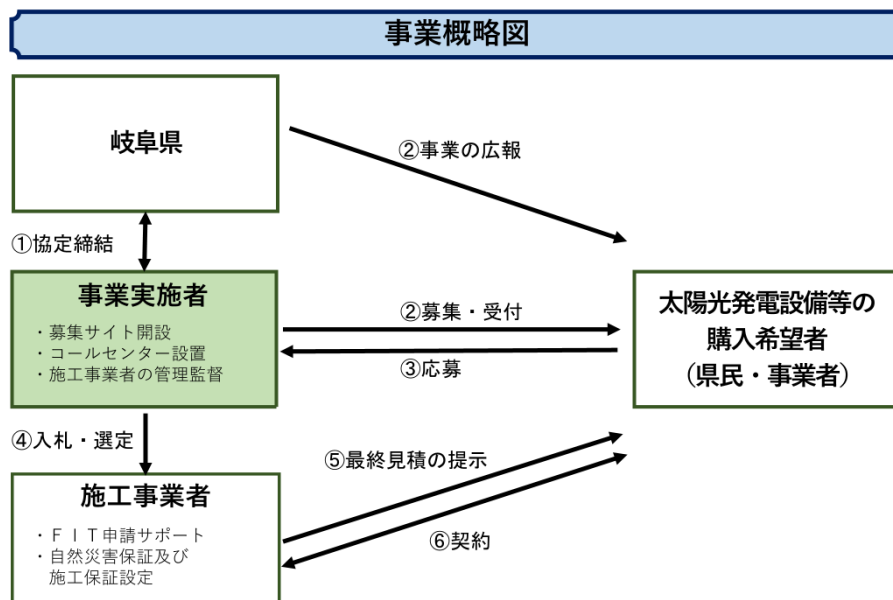 事業概略図
岐阜県
②事業の広報
①協定締結
事業実施者
・募集サイト開設
・コールセンター設置
・施工事業者の管理監督
②募集・受付
③応募
太陽光発電設備等の
購入希望者
（県民・事業者）
④入札・選定
⑤最終見積の提示
施工事業者
・ＦＩＴ申請サポート
・自然災害保証及び
施工保証設定
⑥契約